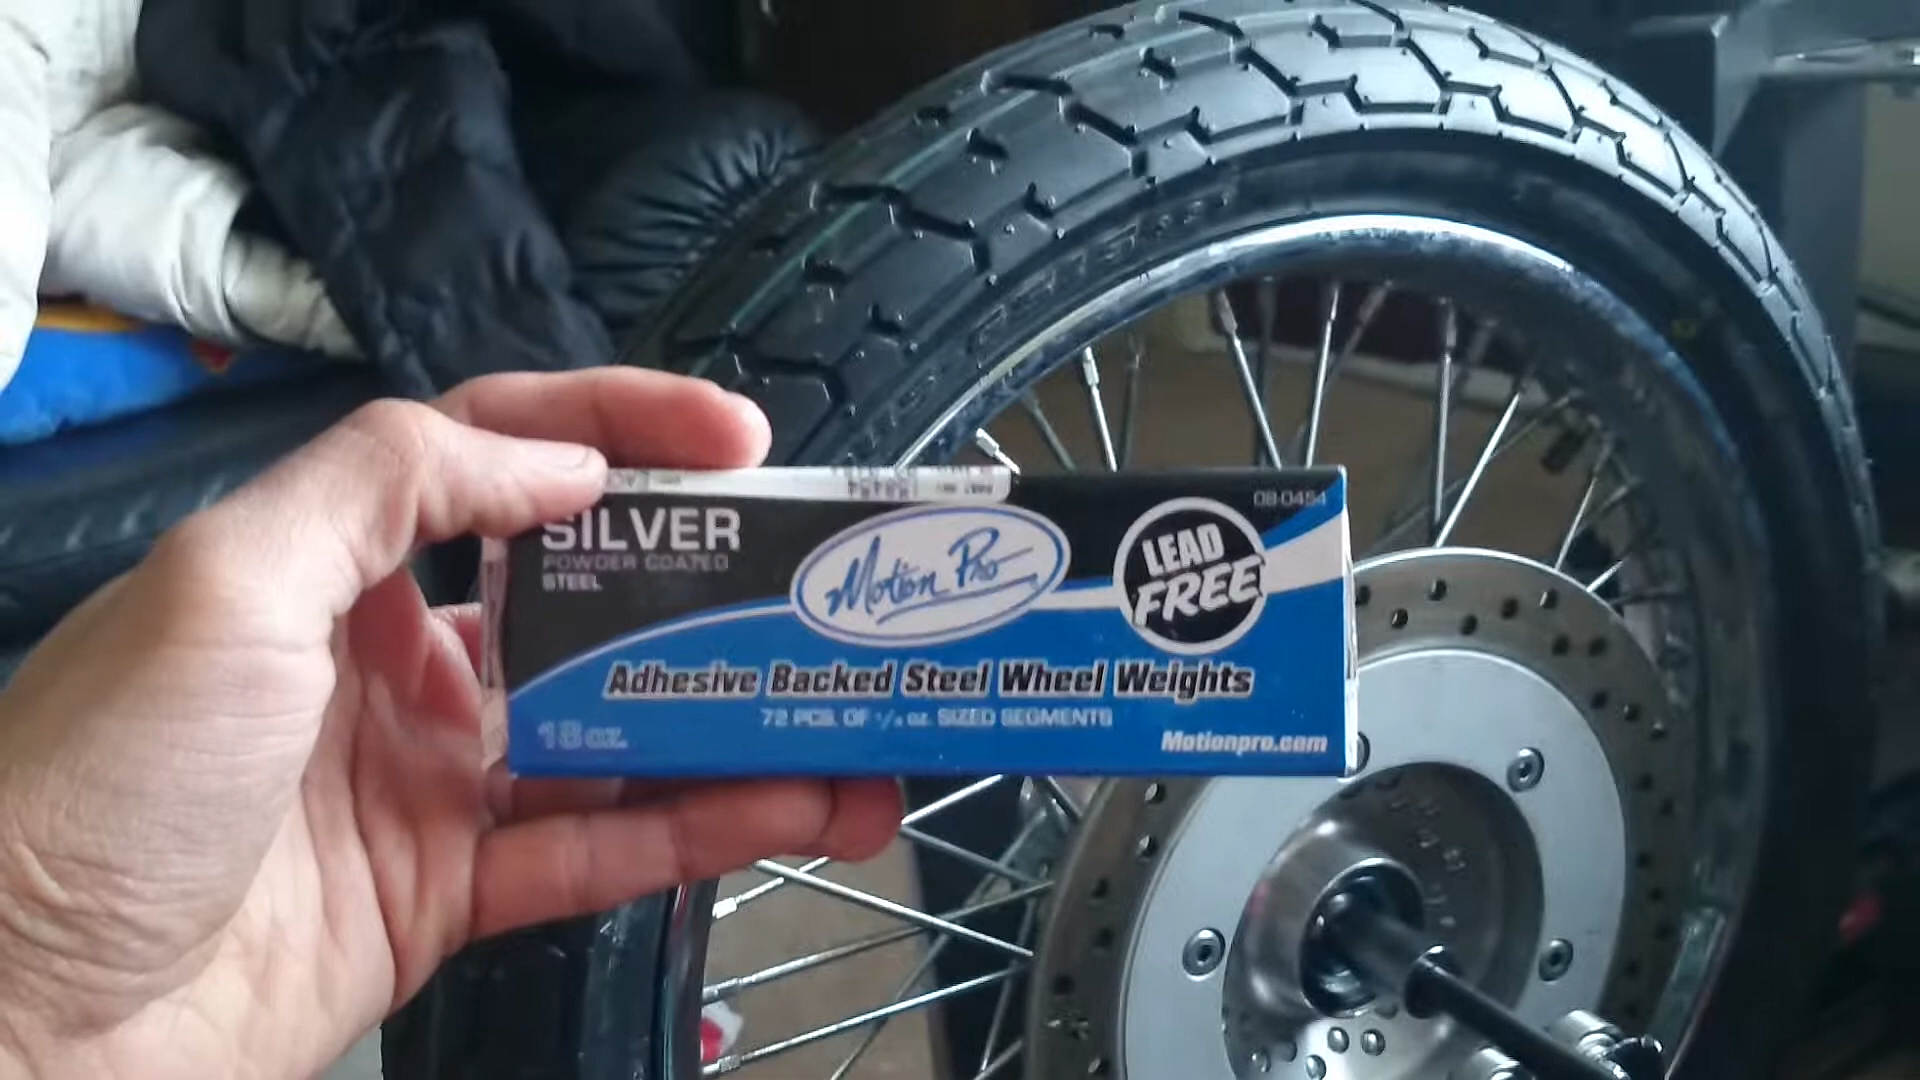 SILVER
POWDER COATED
STEEL
Motion Pro
LEAD
FREE
08-0454
Adhesive Backed Steel Wheel Weights
72 PCS. OF 1/4 oz. SIZED SEGMENTS
18 oz.
Motionpro.com